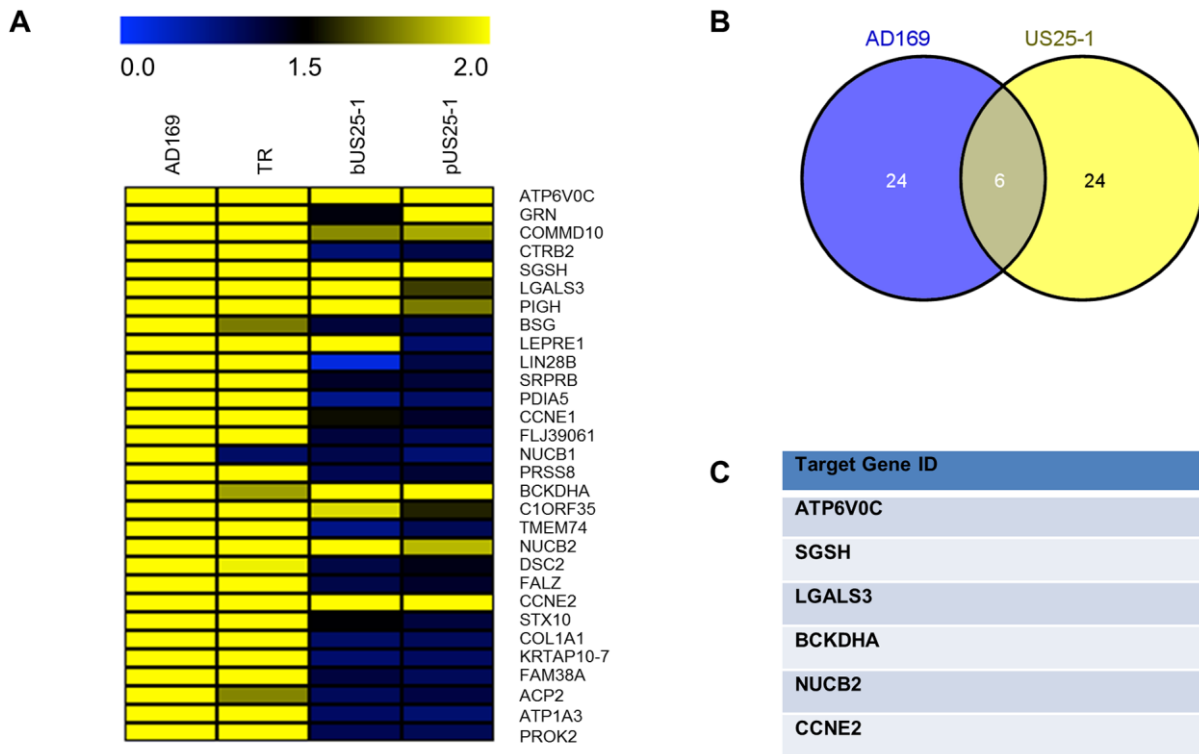 A
0.0 1.5 2.0
AD169 TR bUS25-1 pUS25-1
ATP6V0C
GRN
COMMD10
CTRB2
SGSH
LGALS3
PIGH
BSG
LEPRE1
LIN28B
SRPRB
PDIA5
CCNE1
FLJ39061
NUCB1
PRSS8
BCKDHA
C1ORF35
TMEM74
NUCB2
DSC2
FALZ
CCNE2
STX10
COL1A1
KRTAP10-7
FAM38A
ACP2
ATP1A3
PROK2
B
AD169 US25-1
24 6 24
C
Target Gene ID
ATP6V0C
SGSH
LGALS3
BCKDHA
NUCB2
CCNE2